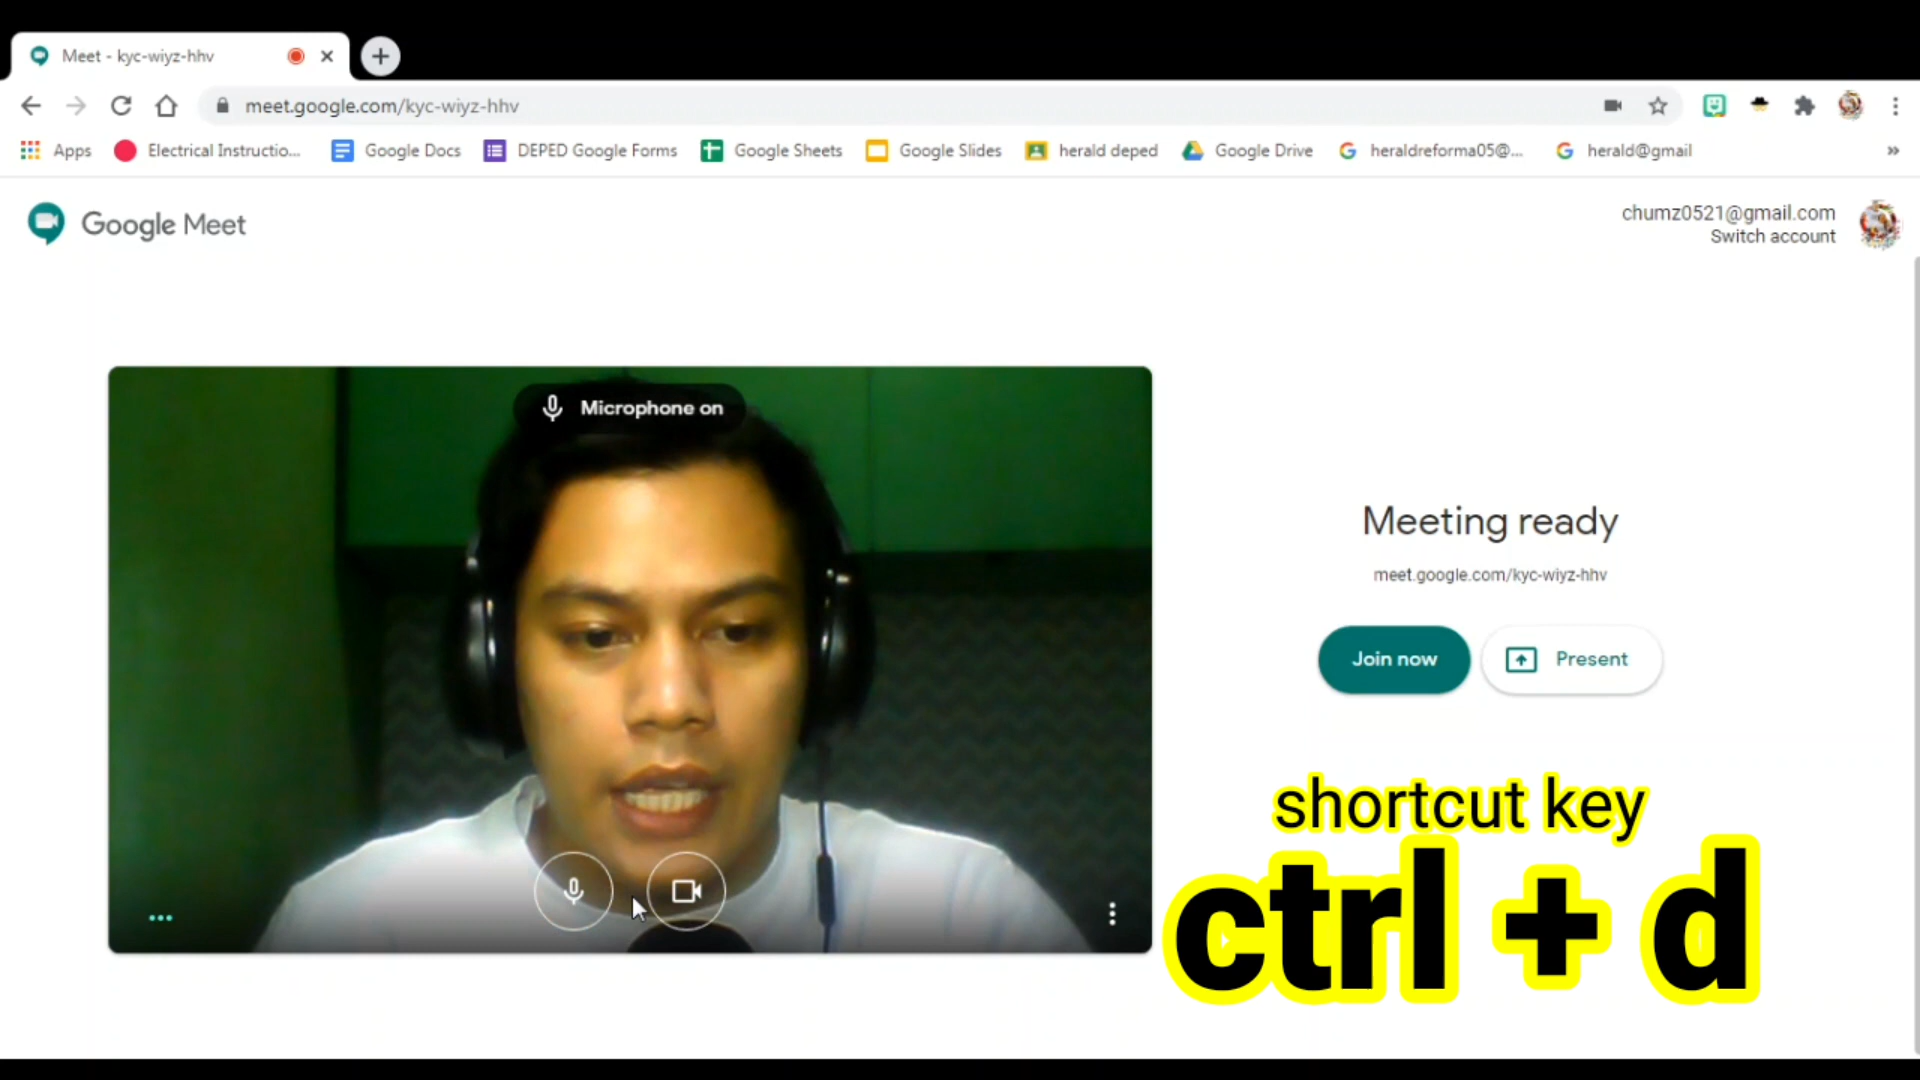 Meet - kyc-wiyz-hhv
meet.google.com/kyc-wiyz-hhv
Apps Electrical Instructio... Google Docs DEPED Google Forms Google Sheets Google Slides herald deped Google Drive heraldreforma05@... herald@gmail
Google Meet
chumz0521@gmail.com
Switch account
Microphone on
Meeting ready
meet.google.com/kyc-wiyz-hhv
Join now Present
shortcut key
ctrl + d